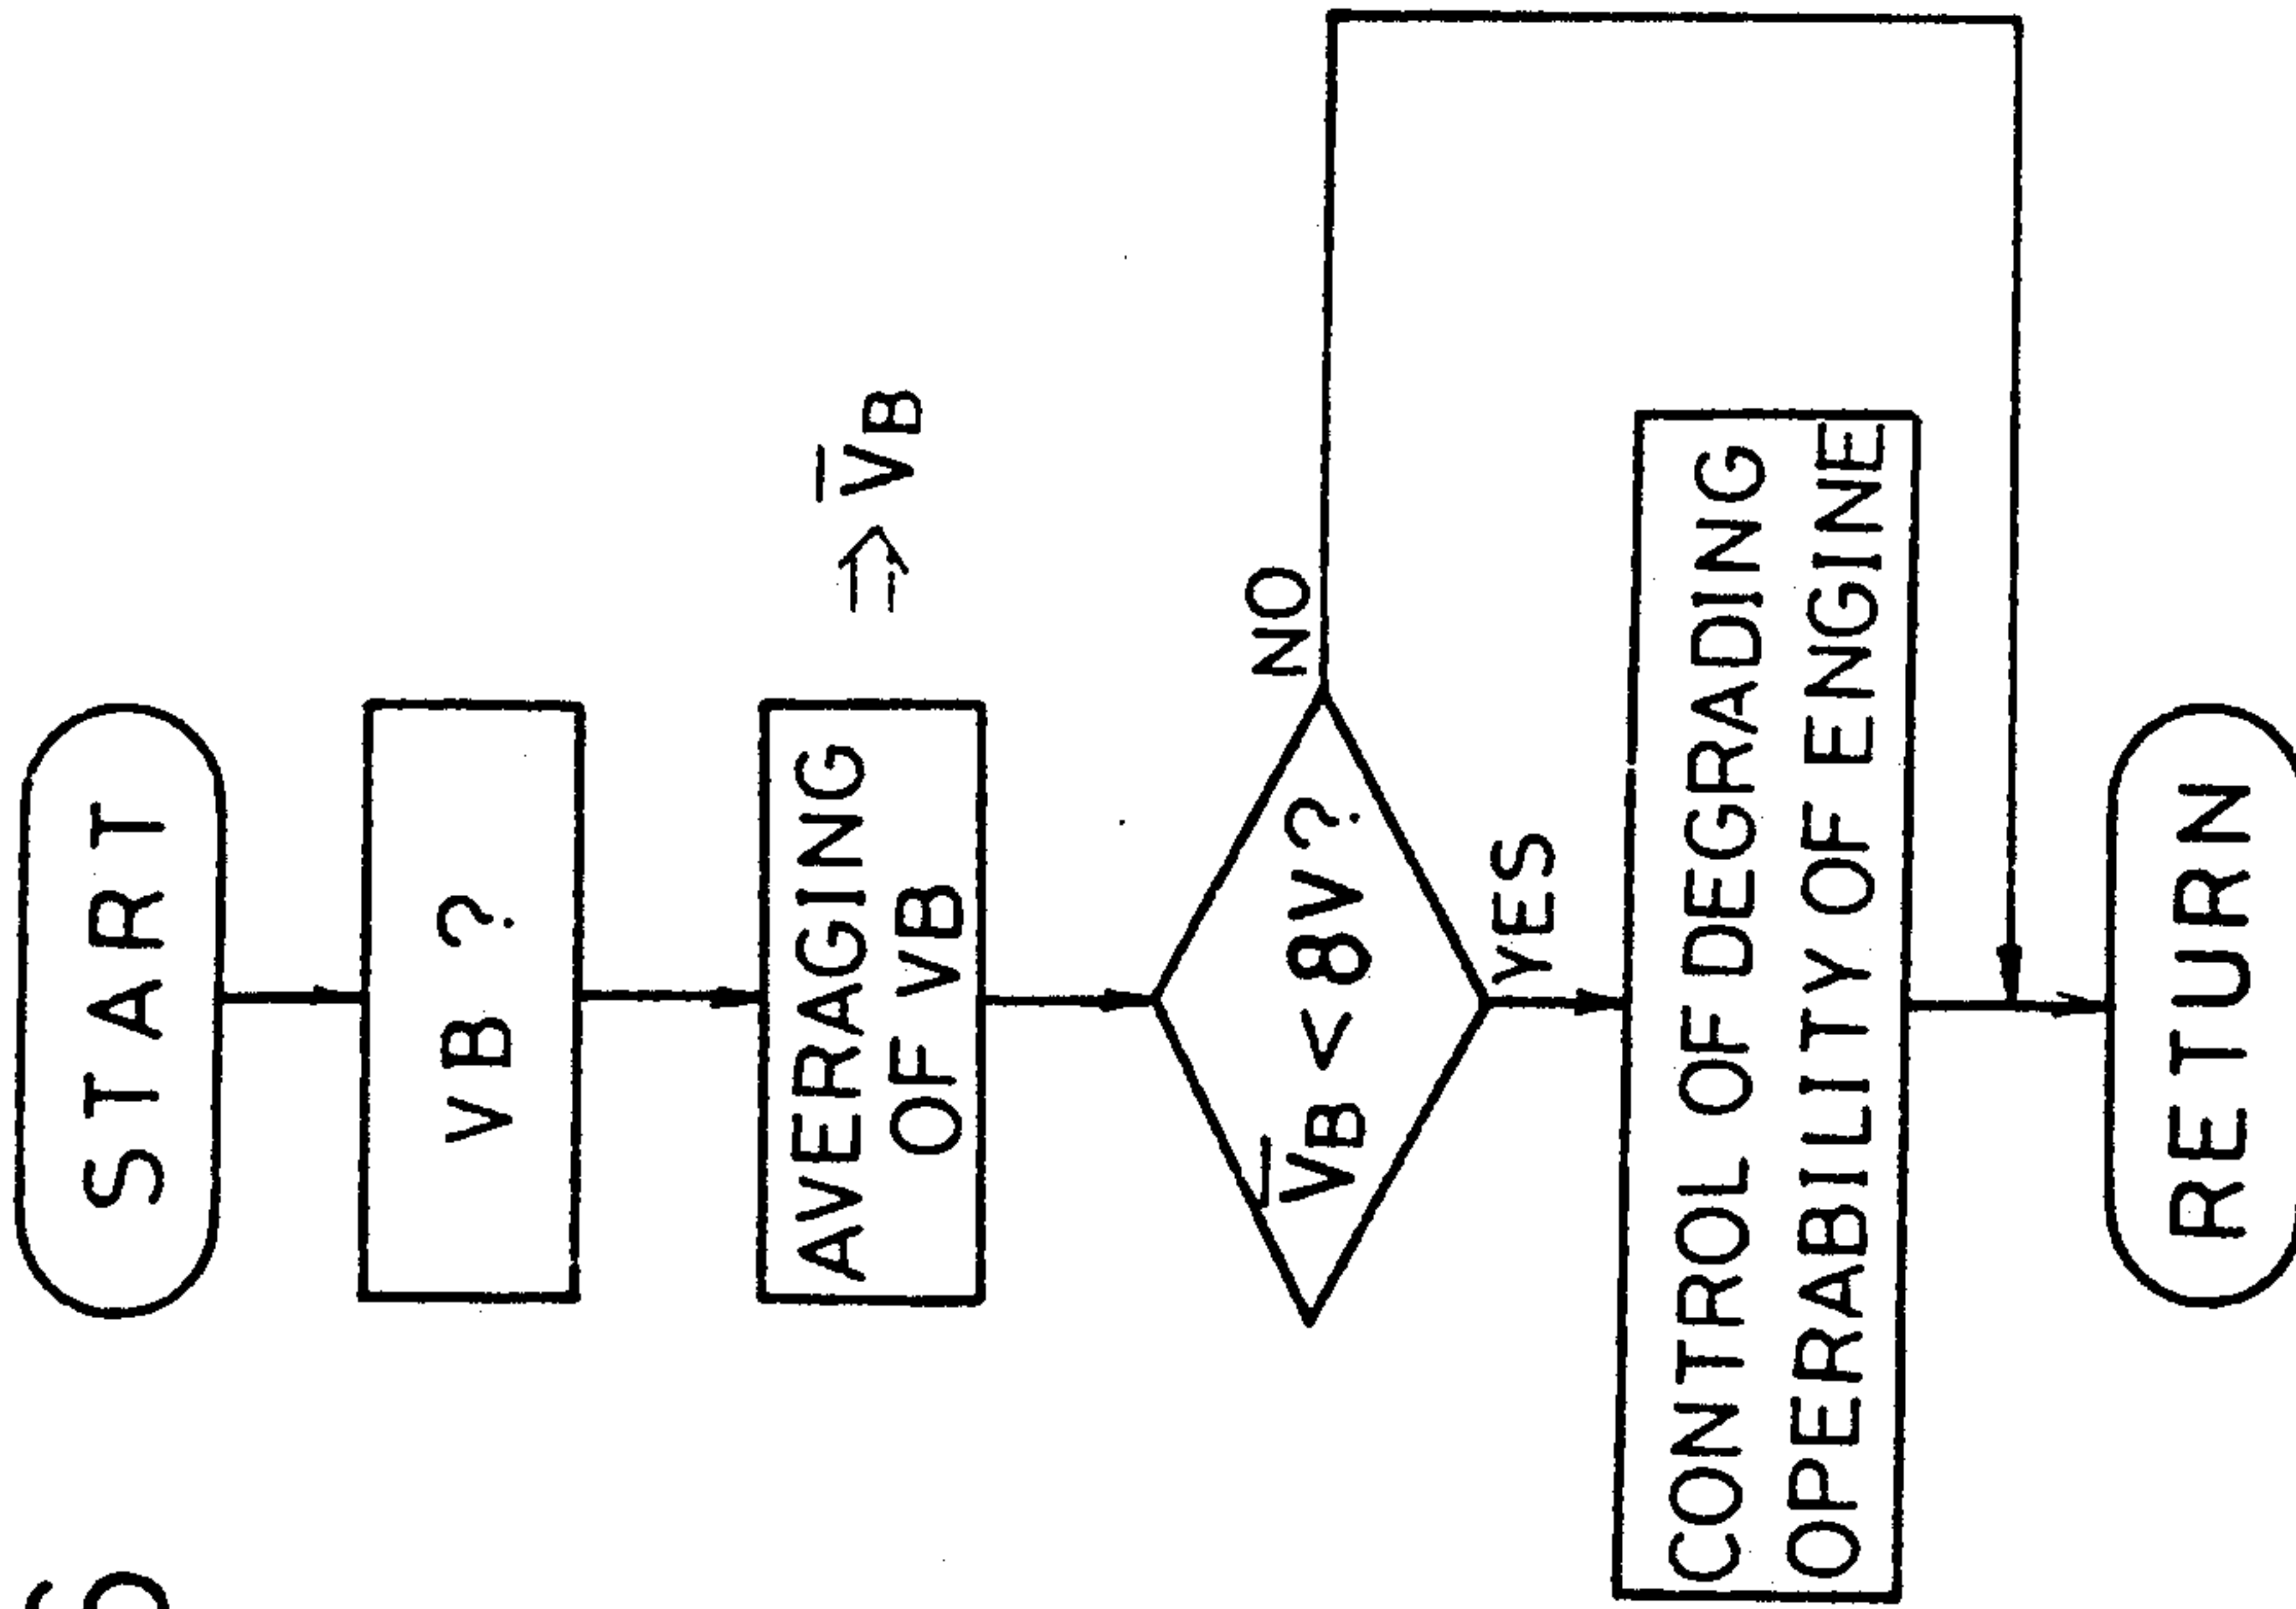 START
VB ?
AVERAGING
OF VB
⇒ V̅B
V̅B < 8V?
NO
YES
CONTROL OF DEGRADING
OPERABILITY OF ENGINE
RETURN